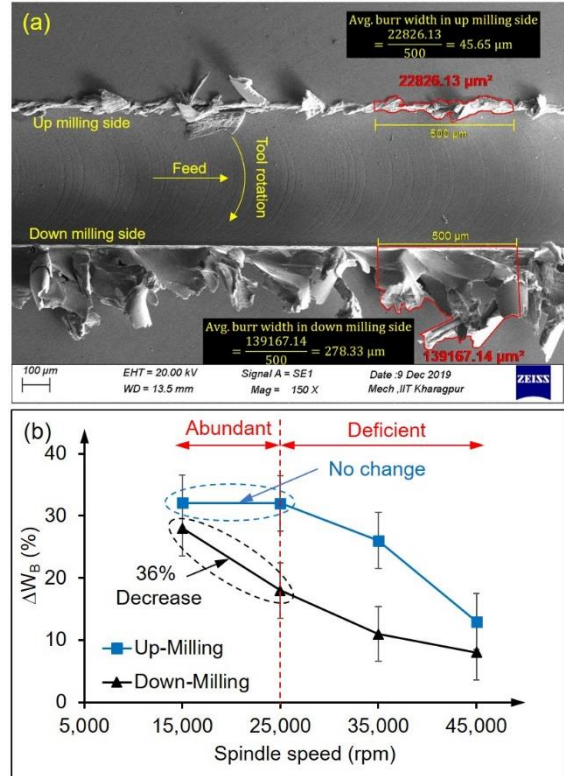 (a)
Avg. burr width in up milling side
= 22826.13 / 500 = 45.65 µm
22826.13 µm²
Up milling side
500 µm
Feed
Tool rotation
Down milling side
500 µm
Avg. burr width in down milling side
= 139167.14 / 500 = 278.33 µm
139167.14 µm²
100 µm
EHT = 20.00 kV
Signal A = SE1
Date :9 Dec 2019
WD = 13.5 mm
Mag = 150 X
Mech ,IIT Kharagpur
ZEISS
(b)
Abundant
Deficient
No change
36%
Decrease
ΔW_B (%)
40
30
20
10
0
Up-Milling
Down-Milling
5,000
15,000
25,000
35,000
45,000
Spindle speed (rpm)